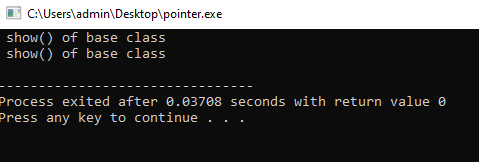 C:\Users\admin\Desktop\pointer.exe
show() of base class
show() of base class
--------------------------------
Process exited after 0.03708 seconds with return value 0
Press any key to continue . . .